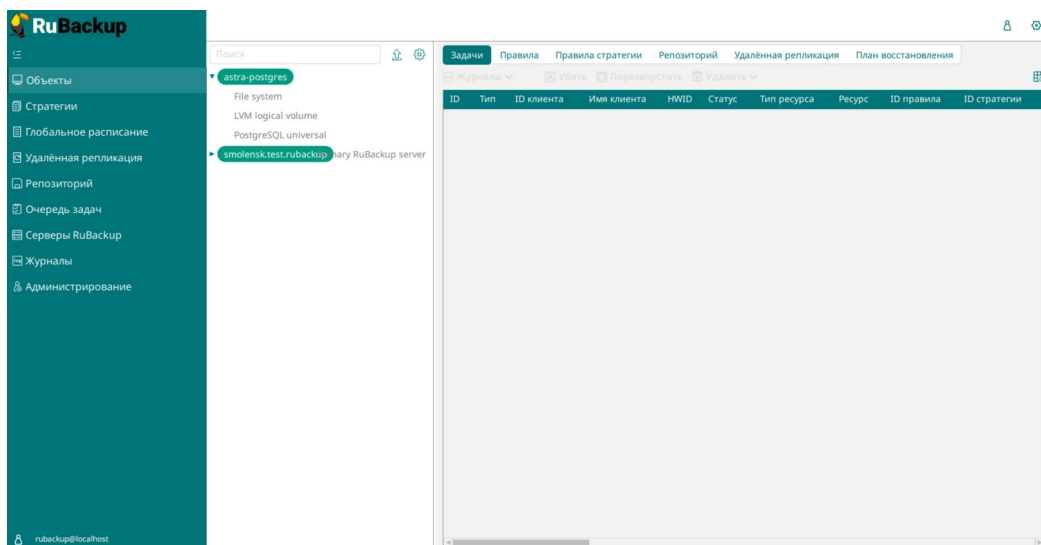 RuBackup
Объекты
Стратегии
Глобальное расписание
Удалённая репликация
Репозиторий
Очередь задач
Серверы RuBackup
Журналы
Администрирование
rubackup@localhost
Поиск
astra-postgres
File system
LVM logical volume
PostgreSQL universal
smolensk.test.rubackup nary RuBackup server
Задачи Правила Правила стратегии Репозиторий Удалённая репликация План восстановления
Журналы Убить Перезапустить Удалить
ID Тип ID клиента Имя клиента HWID Статус Тип ресурса Ресурс ID правила ID стратегии